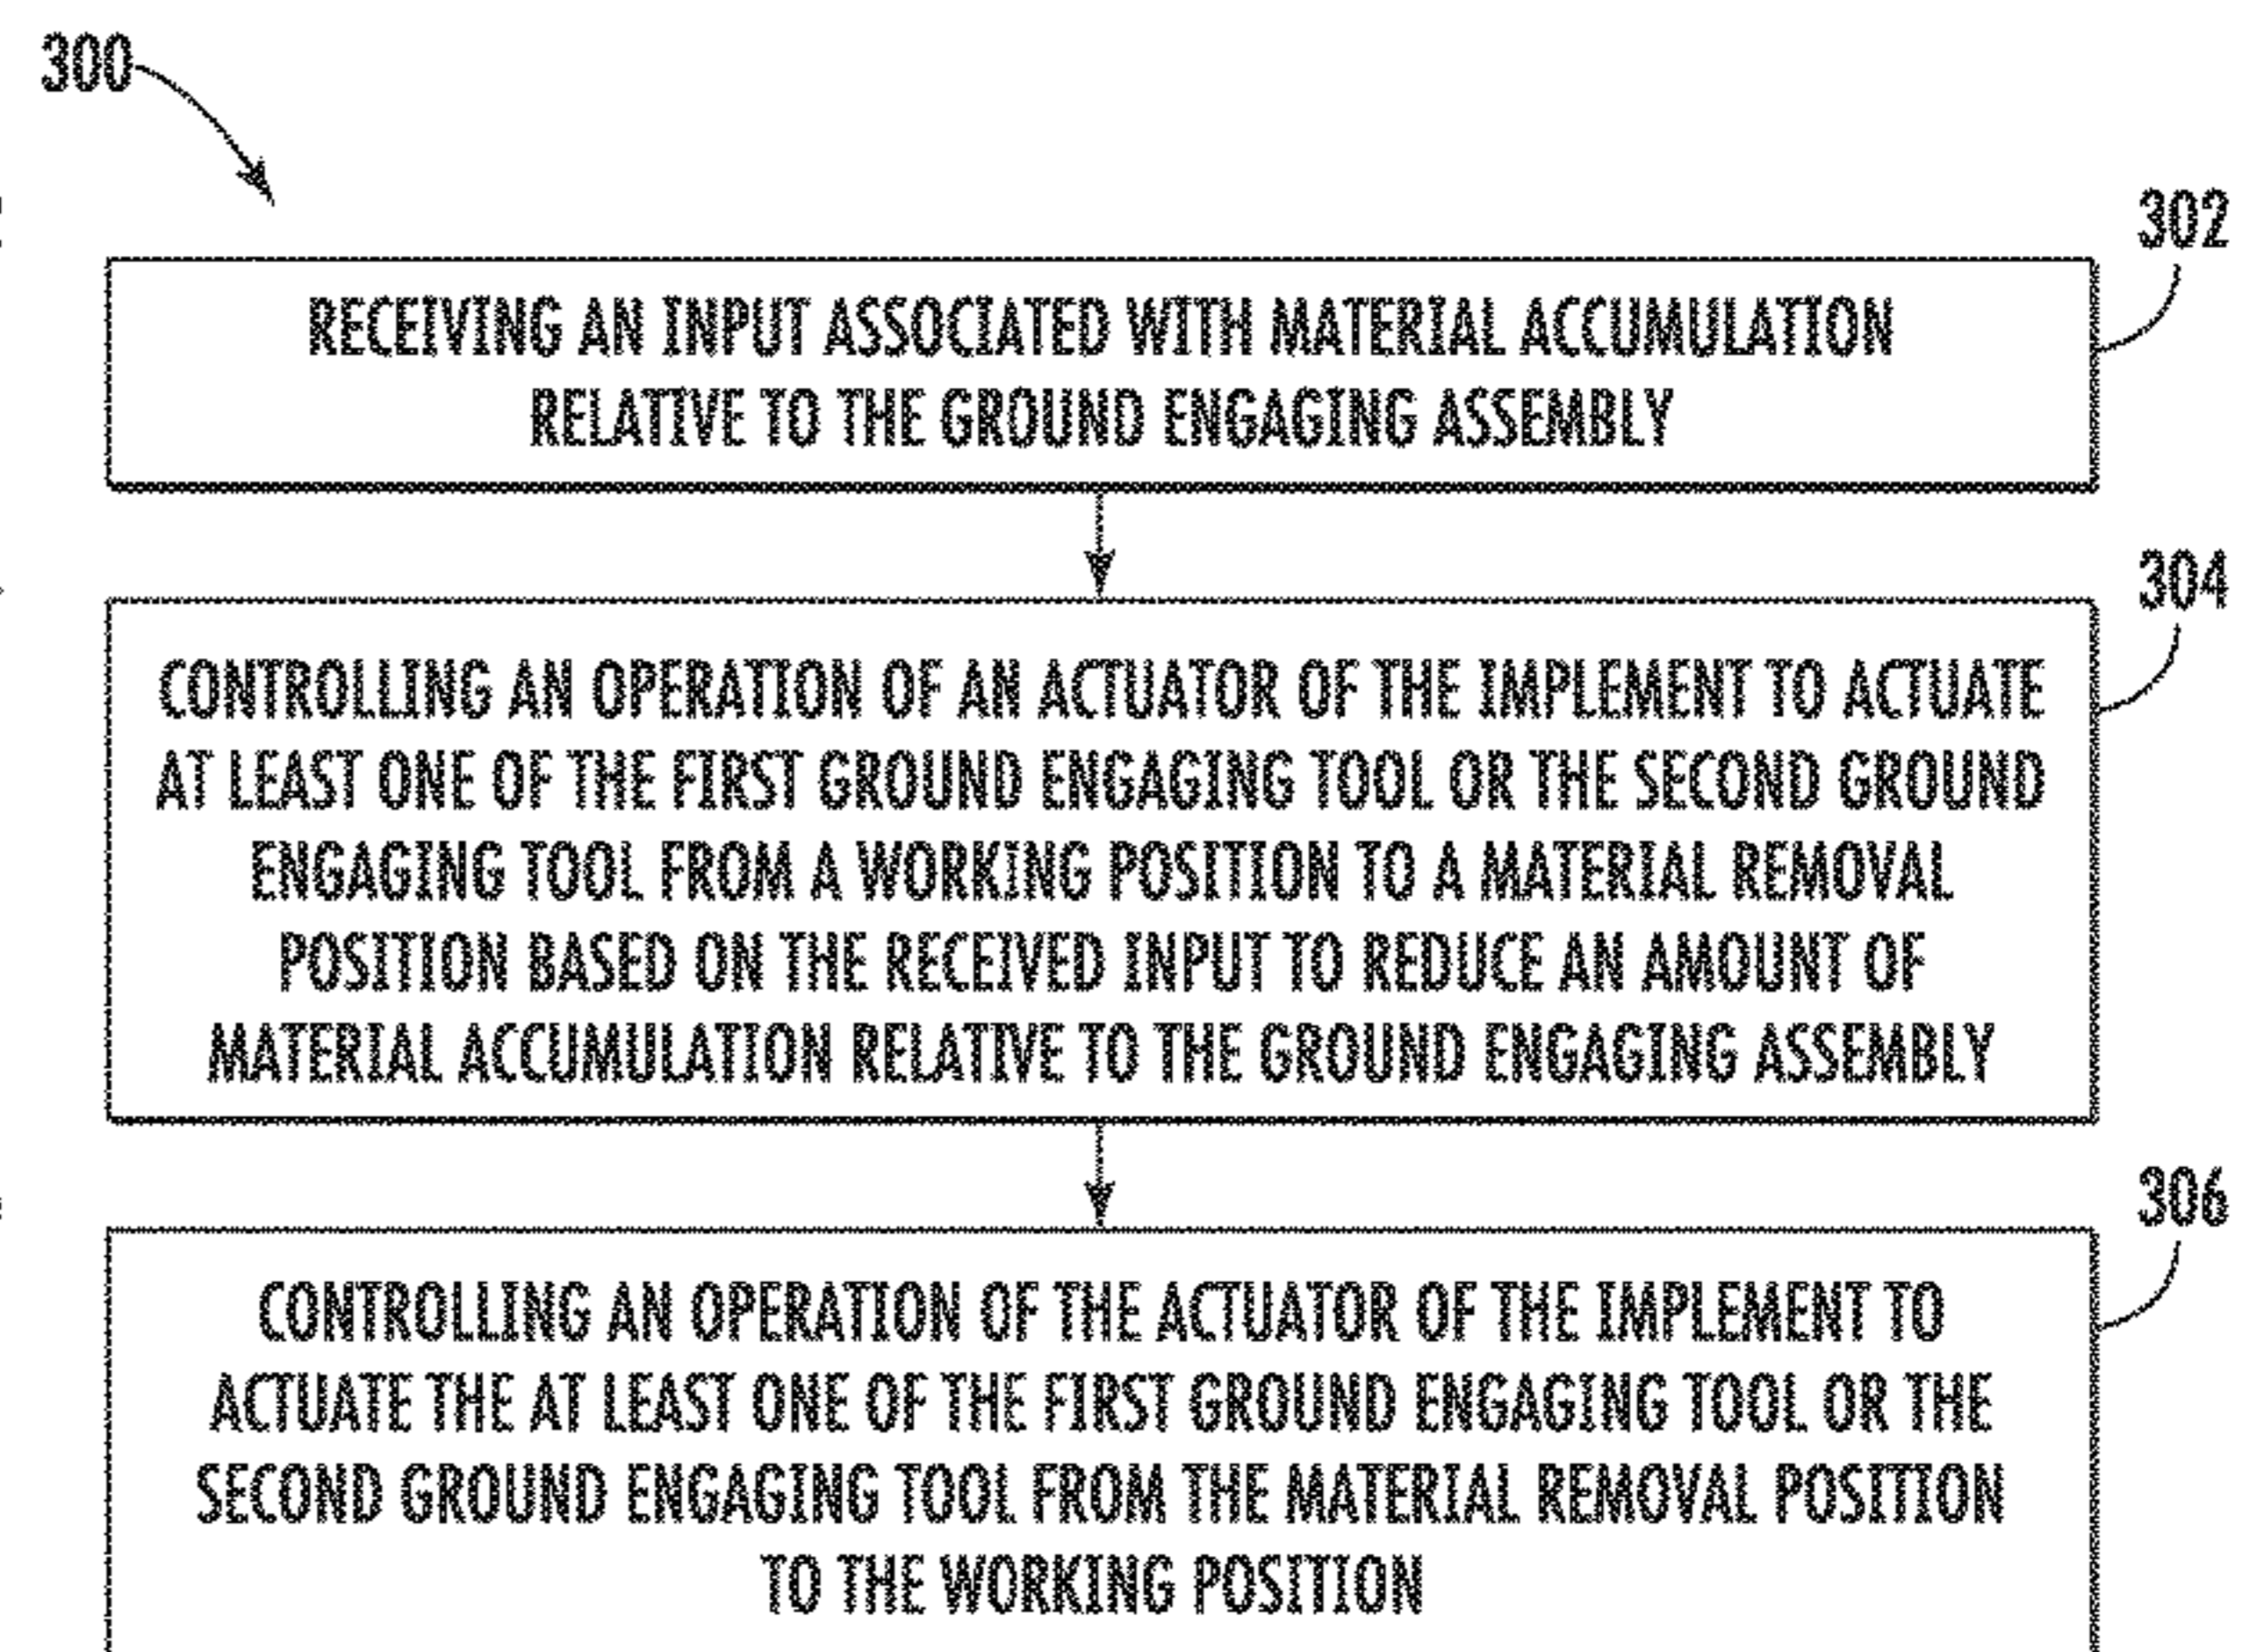 300
302
RECEIVING AN INPUT ASSOCIATED WITH MATERIAL ACCUMULATION
RELATIVE TO THE GROUND ENGAGING ASSEMBLY
304
CONTROLLING AN OPERATION OF AN ACTUATOR OF THE IMPLEMENT TO ACTUATE
AT LEAST ONE OF THE FIRST GROUND ENGAGING TOOL OR THE SECOND GROUND
ENGAGING TOOL FROM A WORKING POSITION TO A MATERIAL REMOVAL
POSITION BASED ON THE RECEIVED INPUT TO REDUCE AN AMOUNT OF
MATERIAL ACCUMULATION RELATIVE TO THE GROUND ENGAGING ASSEMBLY
306
CONTROLLING AN OPERATION OF THE ACTUATOR OF THE IMPLEMENT TO
ACTUATE THE AT LEAST ONE OF THE FIRST GROUND ENGAGING TOOL OR THE
SECOND GROUND ENGAGING TOOL FROM THE MATERIAL REMOVAL POSITION
TO THE WORKING POSITION